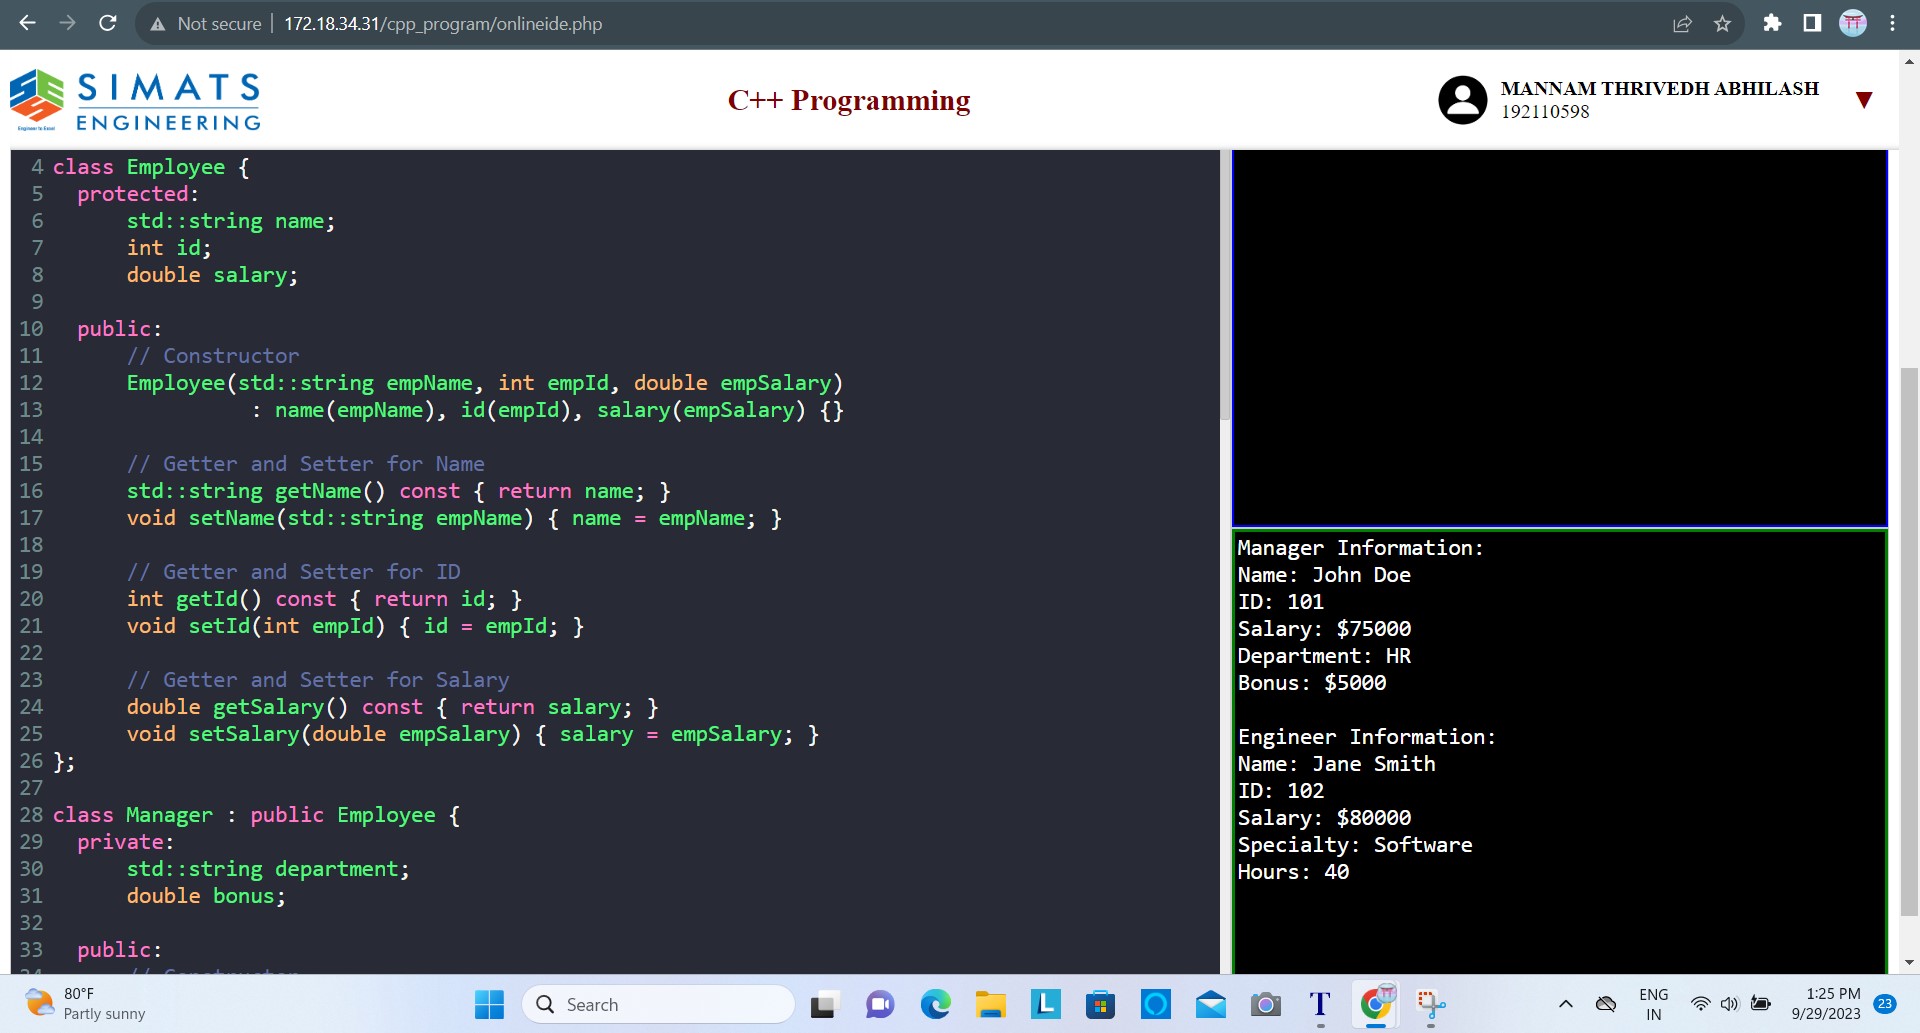 Not secure | 172.18.34.31/cpp_program/onlineide.php
SIMATS
ENGINEERING
Engineer to Excel
C++ Programming
MANNAM THRIVEDH ABHILASH
192110598
4 class Employee {
5 protected:
6 std::string name;
7 int id;
8 double salary;
9
10 public:
11 // Constructor
12 Employee(std::string empName, int empId, double empSalary)
13 : name(empName), id(empId), salary(empSalary) {}
14
15 // Getter and Setter for Name
16 std::string getName() const { return name; }
17 void setName(std::string empName) { name = empName; }
18
19 // Getter and Setter for ID
20 int getId() const { return id; }
21 void setId(int empId) { id = empId; }
22
23 // Getter and Setter for Salary
24 double getSalary() const { return salary; }
25 void setSalary(double empSalary) { salary = empSalary; }
26 };
27
28 class Manager : public Employee {
29 private:
30 std::string department;
31 double bonus;
32
33 public:
34 // Constructor
Manager Information:
Name: John Doe
ID: 101
Salary: $75000
Department: HR
Bonus: $5000
Engineer Information:
Name: Jane Smith
ID: 102
Salary: $80000
Specialty: Software
Hours: 40
80°F
Partly sunny
Search
L
T
ENG
IN
1:25 PM
9/29/2023
23